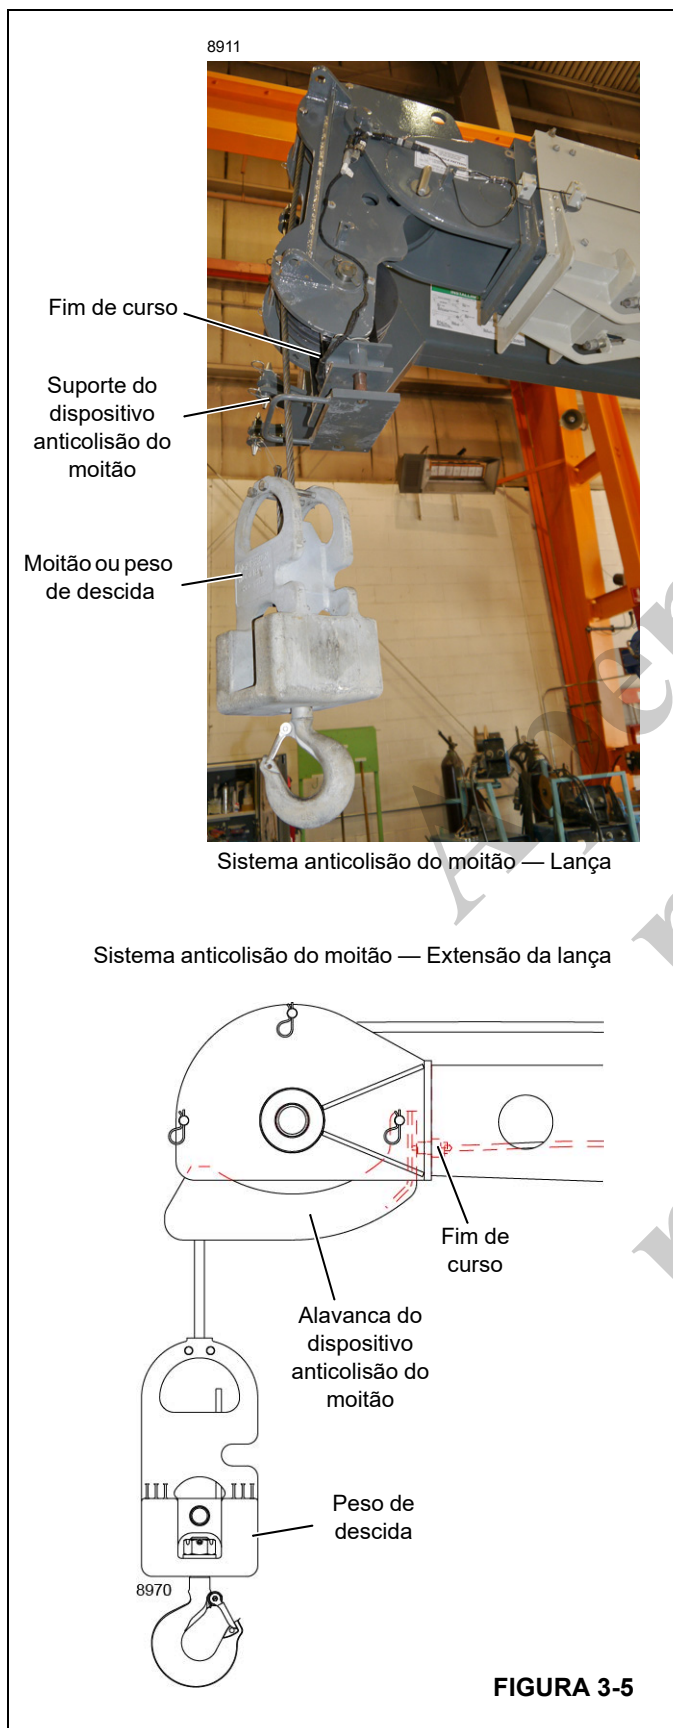 8911
Fim de curso
Suporte do
dispositivo
anticolisão do
moitão
Moitão ou peso
de descida
Sistema anticolisão do moitão — Lança
Sistema anticolisão do moitão — Extensão da lança
Fim de
curso
Alavanca do
dispositivo
anticolisão do
moitão
Peso de
descida
8970
FIGURA 3-5